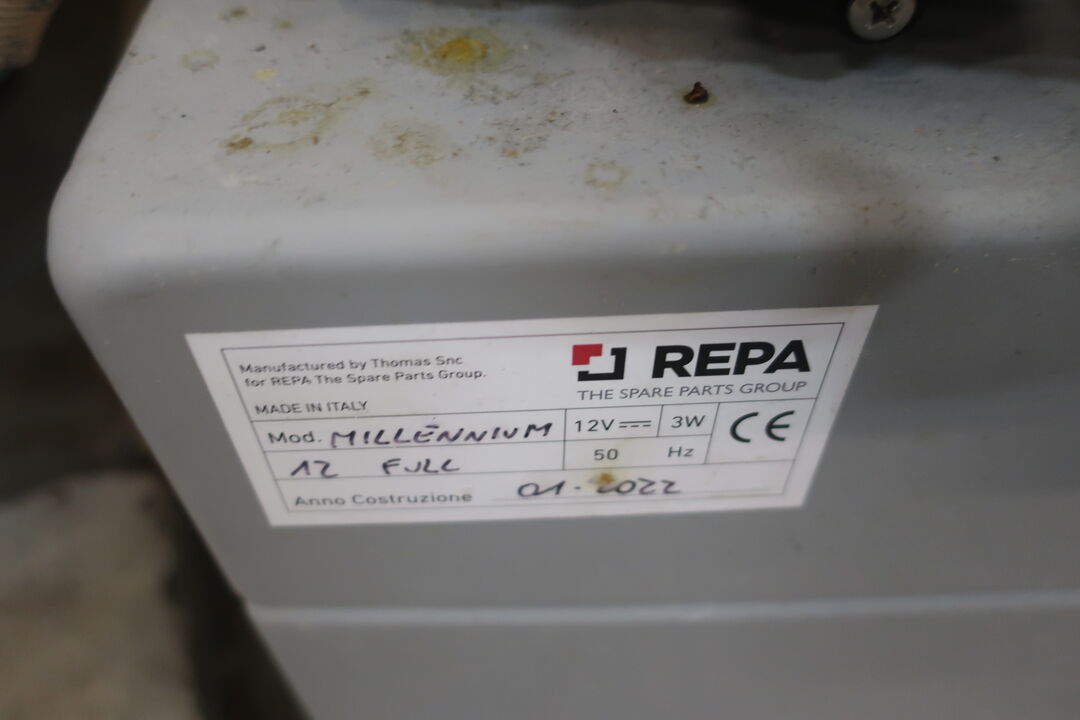 Manufactured by Thomas Snc
for REPA The Spare Parts Group.
REPA
THE SPARE PARTS GROUP
MADE IN ITALY
Mod. MILLENNIUM
12 FULL
12V⎓ 3W
50 Hz
CE
Anno Costruzione 01-2022